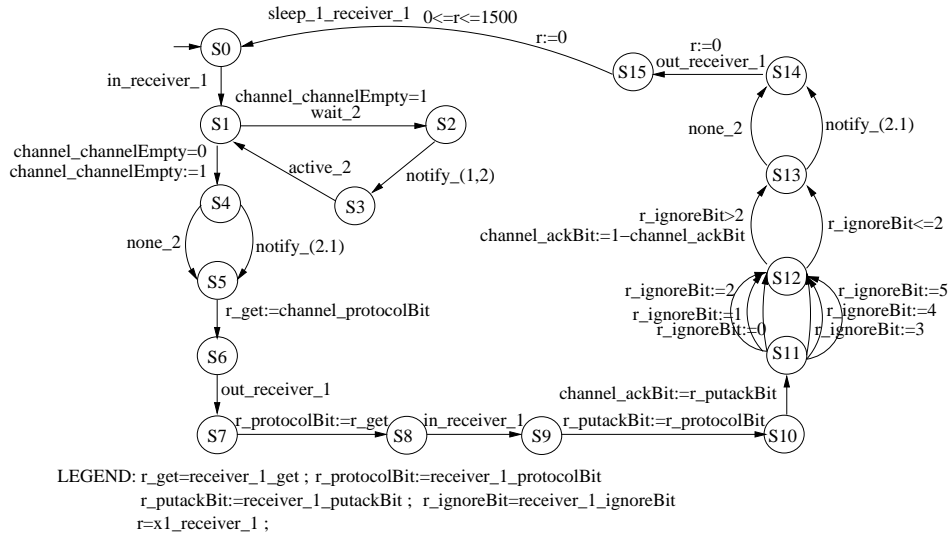 sleep_1_receiver_1
0<=r<=1500
r:=0
r:=0
out_receiver_1
S0
S15
S14
in_receiver_1
channel_channelEmpty=1
wait_2
S1
S2
none_2
notify_(2.1)
channel_channelEmpty=0
channel_channelEmpty:=1
active_2
notify_(1,2)
S13
S4
S3
r_ignoreBit>2
r_ignoreBit<=2
channel_ackBit:=1−channel_ackBit
none_2
notify_(2.1)
S5
S12
r_ignoreBit:=2
r_ignoreBit:=5
r_get:=channel_protocolBit
r_ignoreBit:=1
r_ignoreBit:=4
r_ignoreBit:=0
r_ignoreBit:=3
S6
S11
out_receiver_1
channel_ackBit:=r_putackBit
r_protocolBit:=r_get
in_receiver_1
r_putackBit:=r_protocolBit
S7
S8
S9
S10
LEGEND: r_get=receiver_1_get ; r_protocolBit:=receiver_1_protocolBit
r_putackBit:=receiver_1_putackBit ; r_ignoreBit=receiver_1_ignoreBit
r=x1_receiver_1 ;